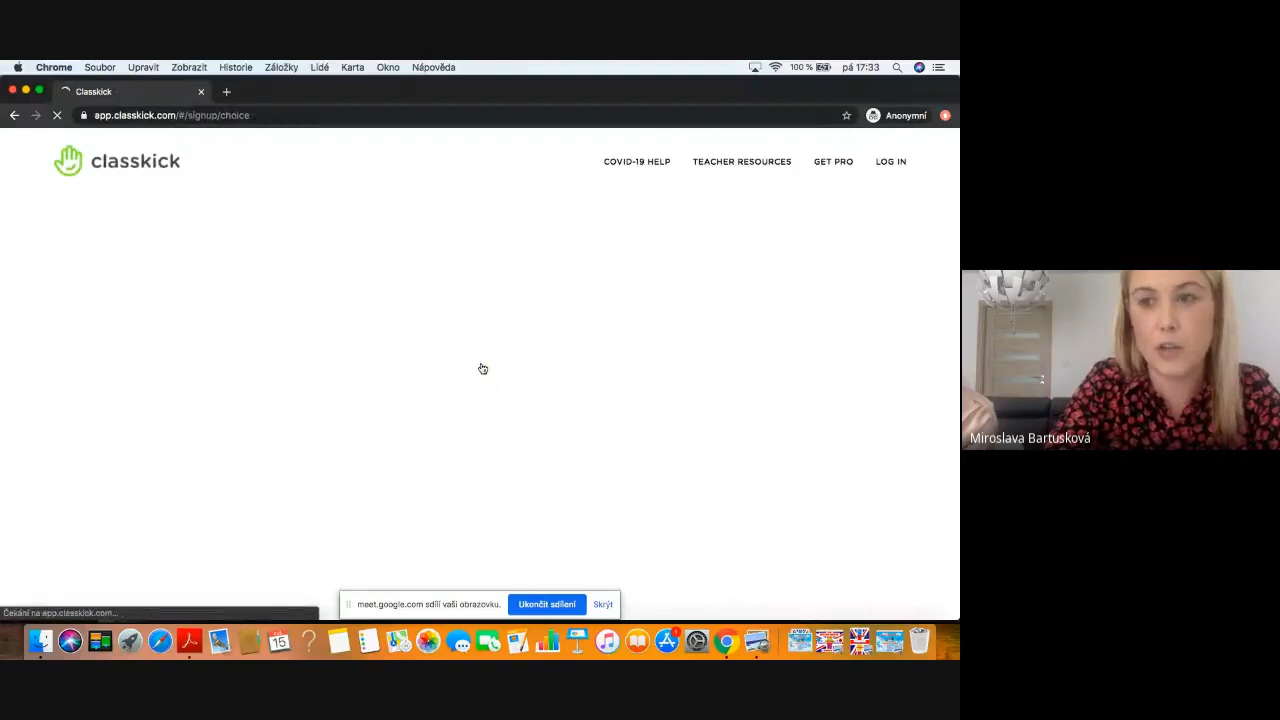 Chrome Soubor Upravit Zobrazit Historie Záložky Lidé Karta Okno Nápověda 100 % pá 17:33
Classkick
app.classkick.com/#/signup/choice Anonymní
classkick COVID-19 HELP TEACHER RESOURCES GET PRO LOG IN
Miroslava Bartusková
meet.google.com sdílí vaši obrazovku. Ukončit sdílení Skrýt
Čekání na app.classkick.com...
15